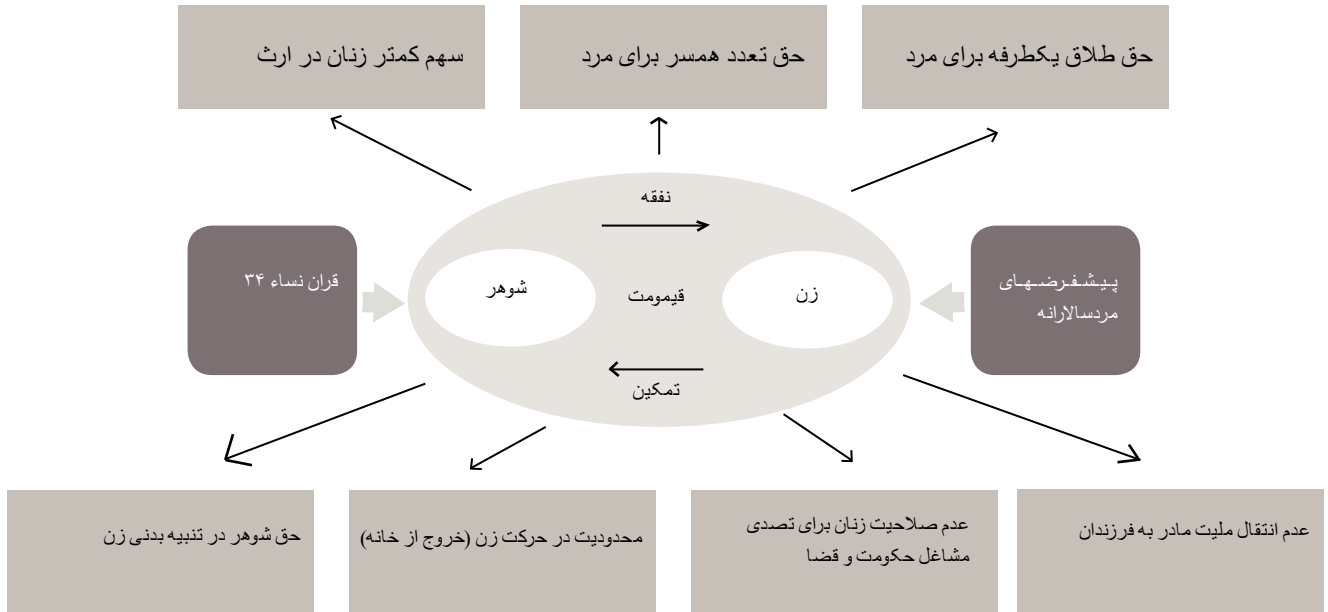 حق طلاق یکطرفه برای مرد
حق تعدد همسر برای مرد
سهم کمتر زنان در ارث
نفقه
پیشفرضهای
مردسالارانه
زن
قیمومت
شوهر
قران نساء ۳۴
تمکین
عدم انتقال ملیت مادر به فرزندان
عدم صلاحیت زنان برای تصدی
مشاغل حکومت و قضا
محدودیت در حرکت زن (خروج از خانه)
حق شوهر در تنبیه بدنی زن